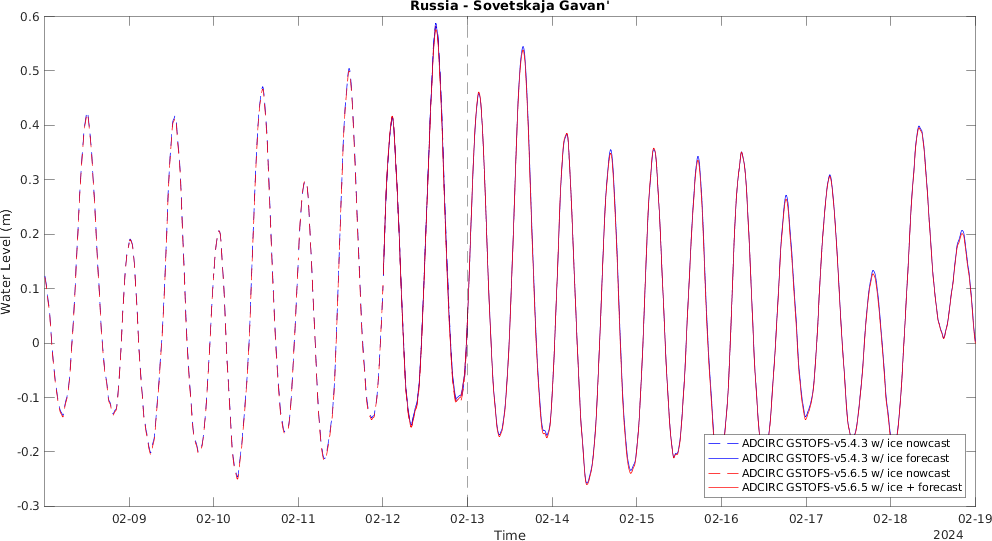 Russia - Sovetskaja Gavan'
0.6
0.5
0.4
0.3
0.2
0.1
0
-0.1
-0.2
-0.3
Water Level (m)
ADCIRC GSTOFS-v5.4.3 w/ ice nowcast
ADCIRC GSTOFS-v5.4.3 w/ ice forecast
ADCIRC GSTOFS-v5.6.5 w/ ice nowcast
ADCIRC GSTOFS-v5.6.5 w/ ice + forecast
02-09 02-10 02-11 02-12 02-13 02-14 02-15 02-16 02-17 02-18 02-19
Time
2024